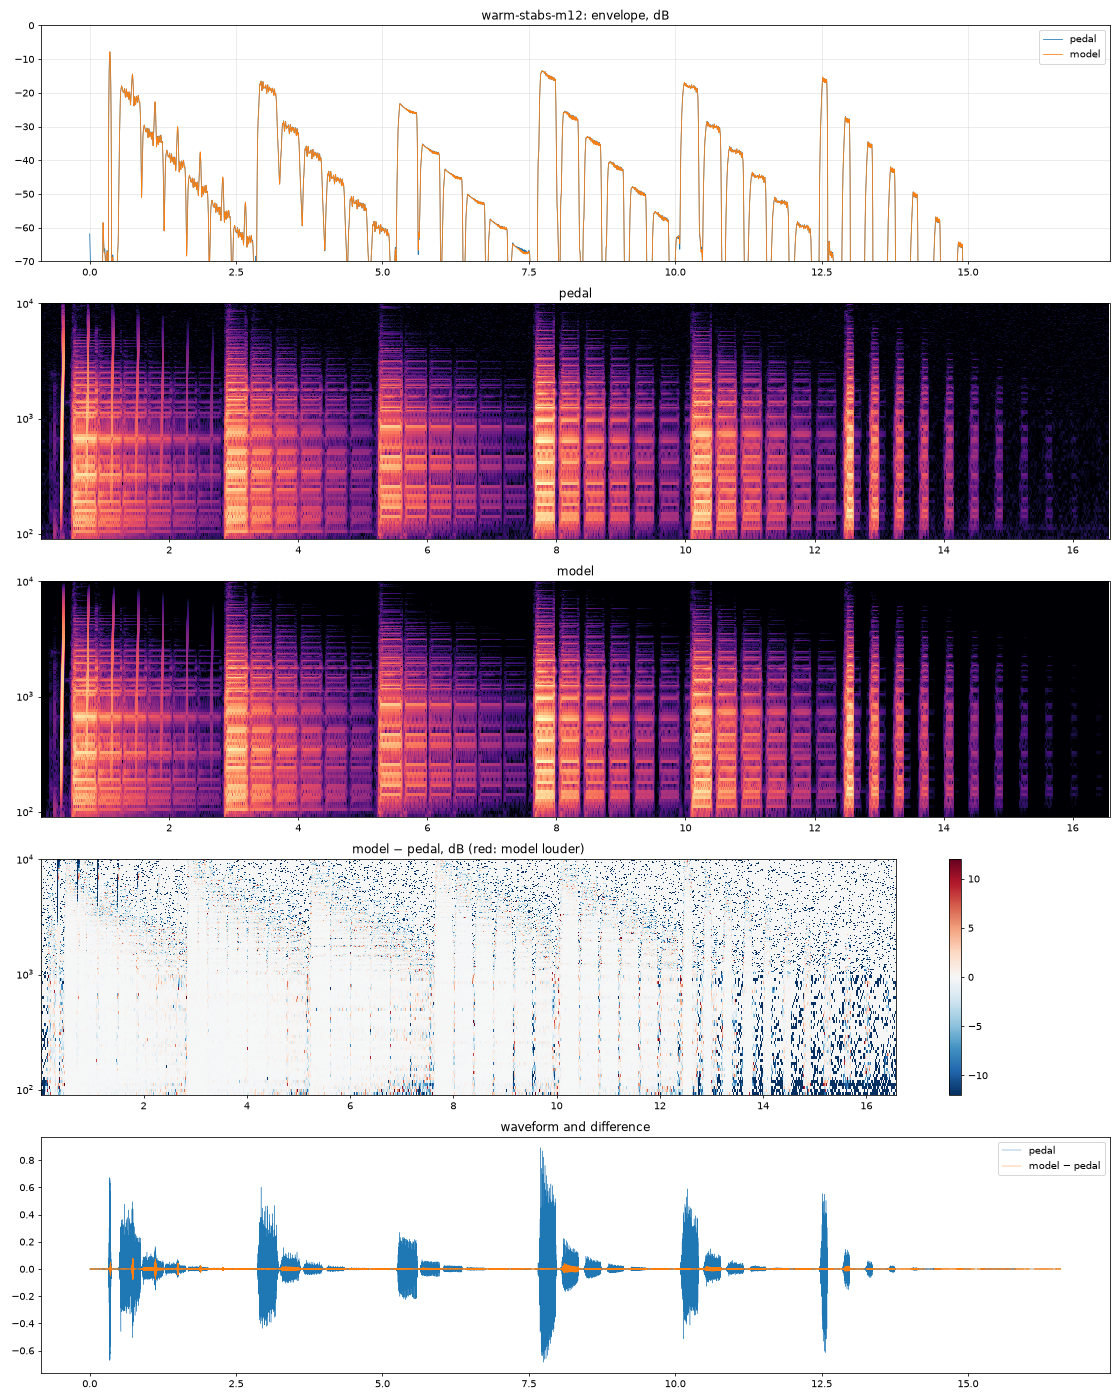 warm-stabs-m12: envelope, dB
0
−10
−20
−30
−40
−50
−60
−70
pedal
model
0.0 2.5 5.0 7.5 10.0 12.5 15.0
pedal
10⁴
10³
10²
2 4 6 8 10 12 14 16
model
10⁴
10³
10²
2 4 6 8 10 12 14 16
model − pedal, dB (red: model louder)
10⁴
10³
10²
2 4 6 8 10 12 14 16
10
5
0
−5
−10
waveform and difference
0.8
0.6
0.4
0.2
0.0
−0.2
−0.4
−0.6
pedal
model − pedal
0.0 2.5 5.0 7.5 10.0 12.5 15.0